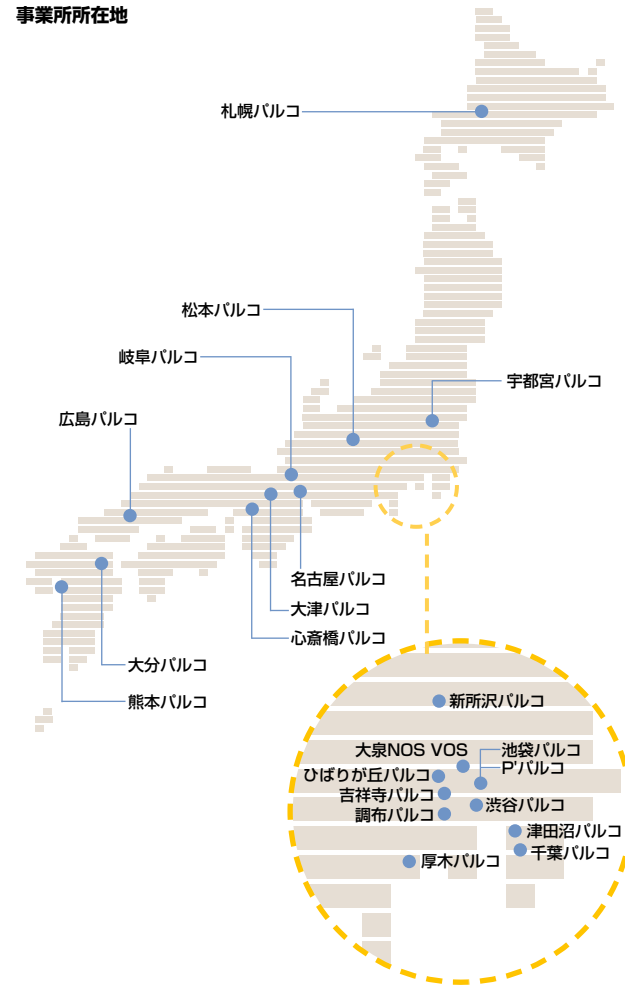 事業所所在地
札幌パルコ
松本パルコ
岐阜パルコ
宇都宮パルコ
広島パルコ
名古屋パルコ
大津パルコ
心斎橋パルコ
大分パルコ
熊本パルコ
新所沢パルコ
大泉NOS VOS
池袋パルコ
P'パルコ
ひばりが丘パルコ
吉祥寺パルコ
渋谷パルコ
調布パルコ
津田沼パルコ
千葉パルコ
厚木パルコ